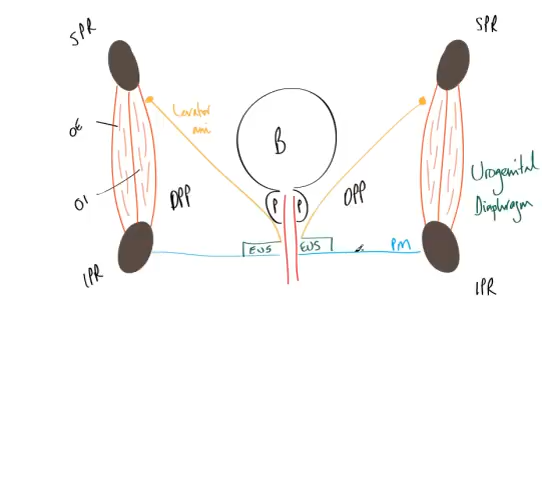 SPR
SPR
Levator
ani
OE
B
OI
DPP
P
P
DPP
Urogenital
Diaphragm
EUS
EUS
PM
IPR
IPR